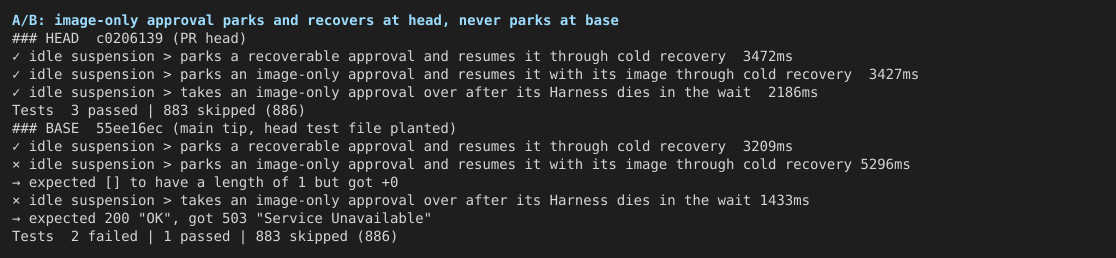 A/B: image-only approval parks and recovers at head, never parks at base
### HEAD  c0206139 (PR head)
✓ idle suspension > parks a recoverable approval and resumes it through cold recovery  3472ms
✓ idle suspension > parks an image-only approval and resumes it with its image through cold recovery  3427ms
✓ idle suspension > takes an image-only approval over after its Harness dies in the wait  2186ms
Tests  3 passed | 883 skipped (886)
### BASE  55ee16ec (main tip, head test file planted)
✓ idle suspension > parks a recoverable approval and resumes it through cold recovery  3209ms
× idle suspension > parks an image-only approval and resumes it with its image through cold recovery 5296ms
→ expected [] to have a length of 1 but got +0
× idle suspension > takes an image-only approval over after its Harness dies in the wait 1433ms
→ expected 200 "OK", got 503 "Service Unavailable"
Tests  2 failed | 1 passed | 883 skipped (886)